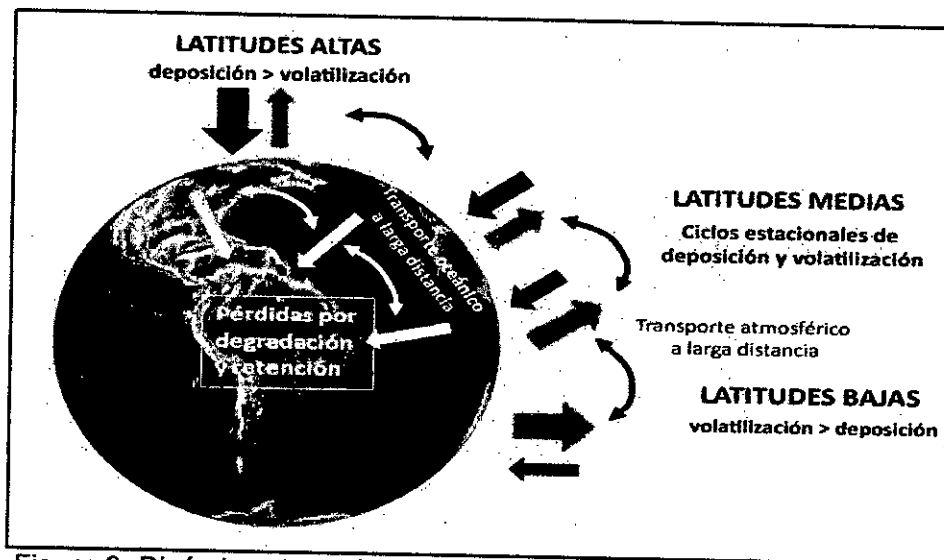 LATITUDES ALTAS
deposición > volatilización
Transporte oceánico
a larga distancia
Pérdidas por
degradación
y retención
LATITUDES MEDIAS
Ciclos estacionales de
deposición y volatilización
Transporte atmosférico
a larga distancia
LATITUDES BAJAS
volatilización > deposición